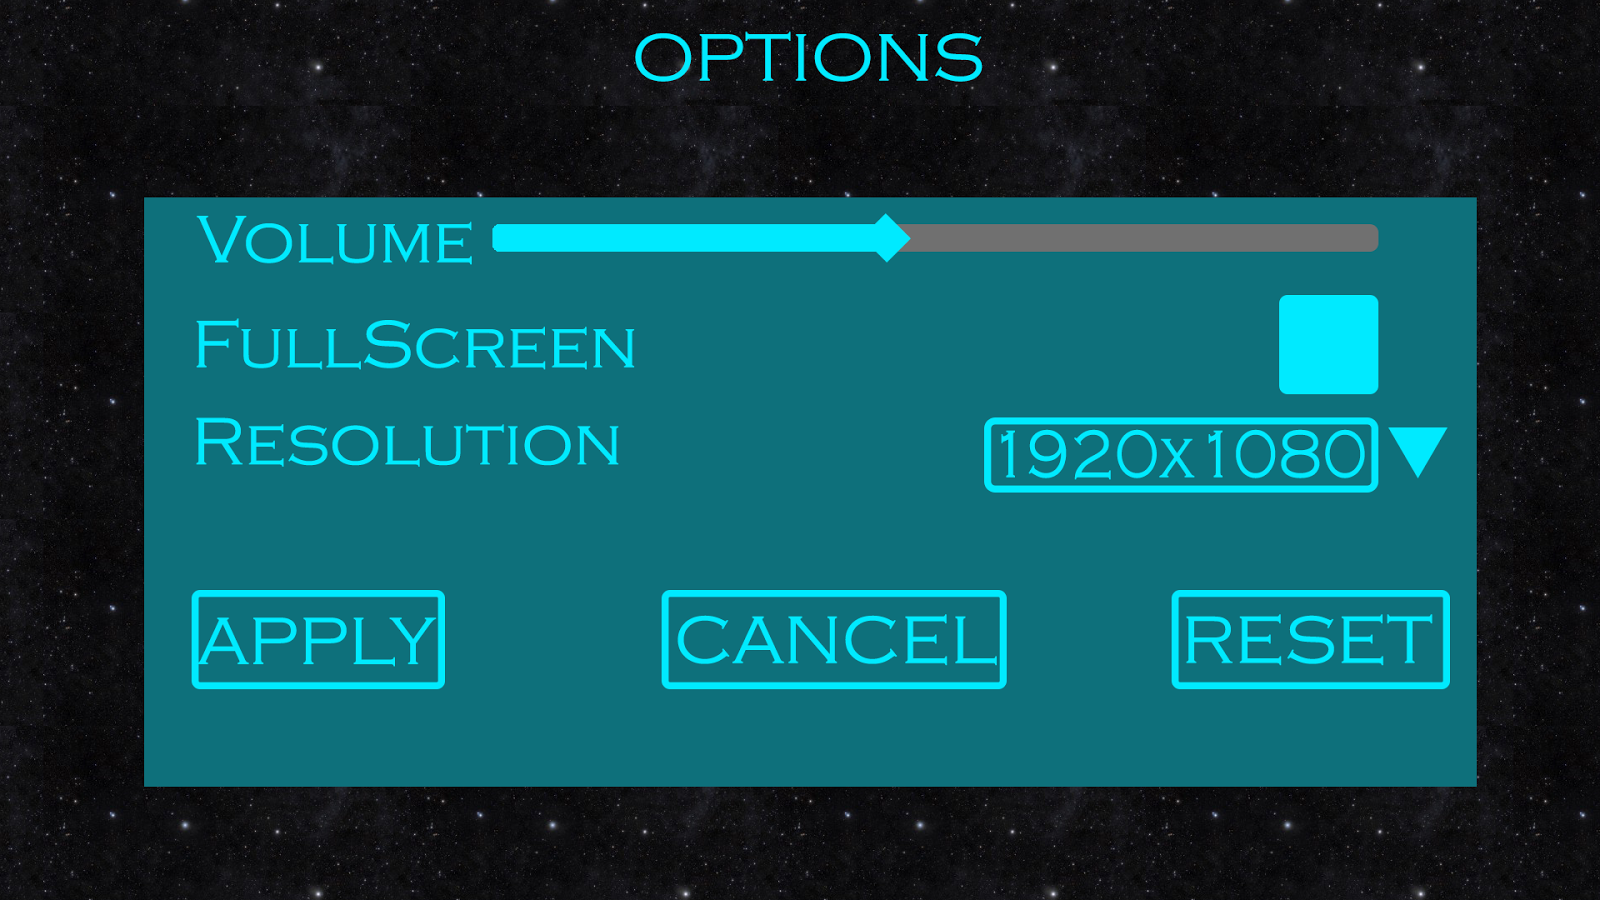 OPTIONS
VOLUME
FULLSCREEN
RESOLUTION 1920x1080
APPLY CANCEL RESET